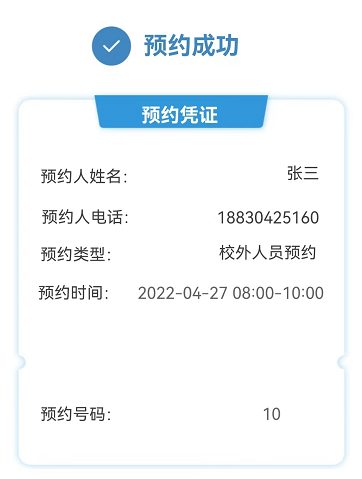 预约成功
预约凭证
预约人姓名： 张三
预约人电话： 18830425160
预约类型： 校外人员预约
预约时间： 2022-04-27 08:00-10:00
预约号码： 10